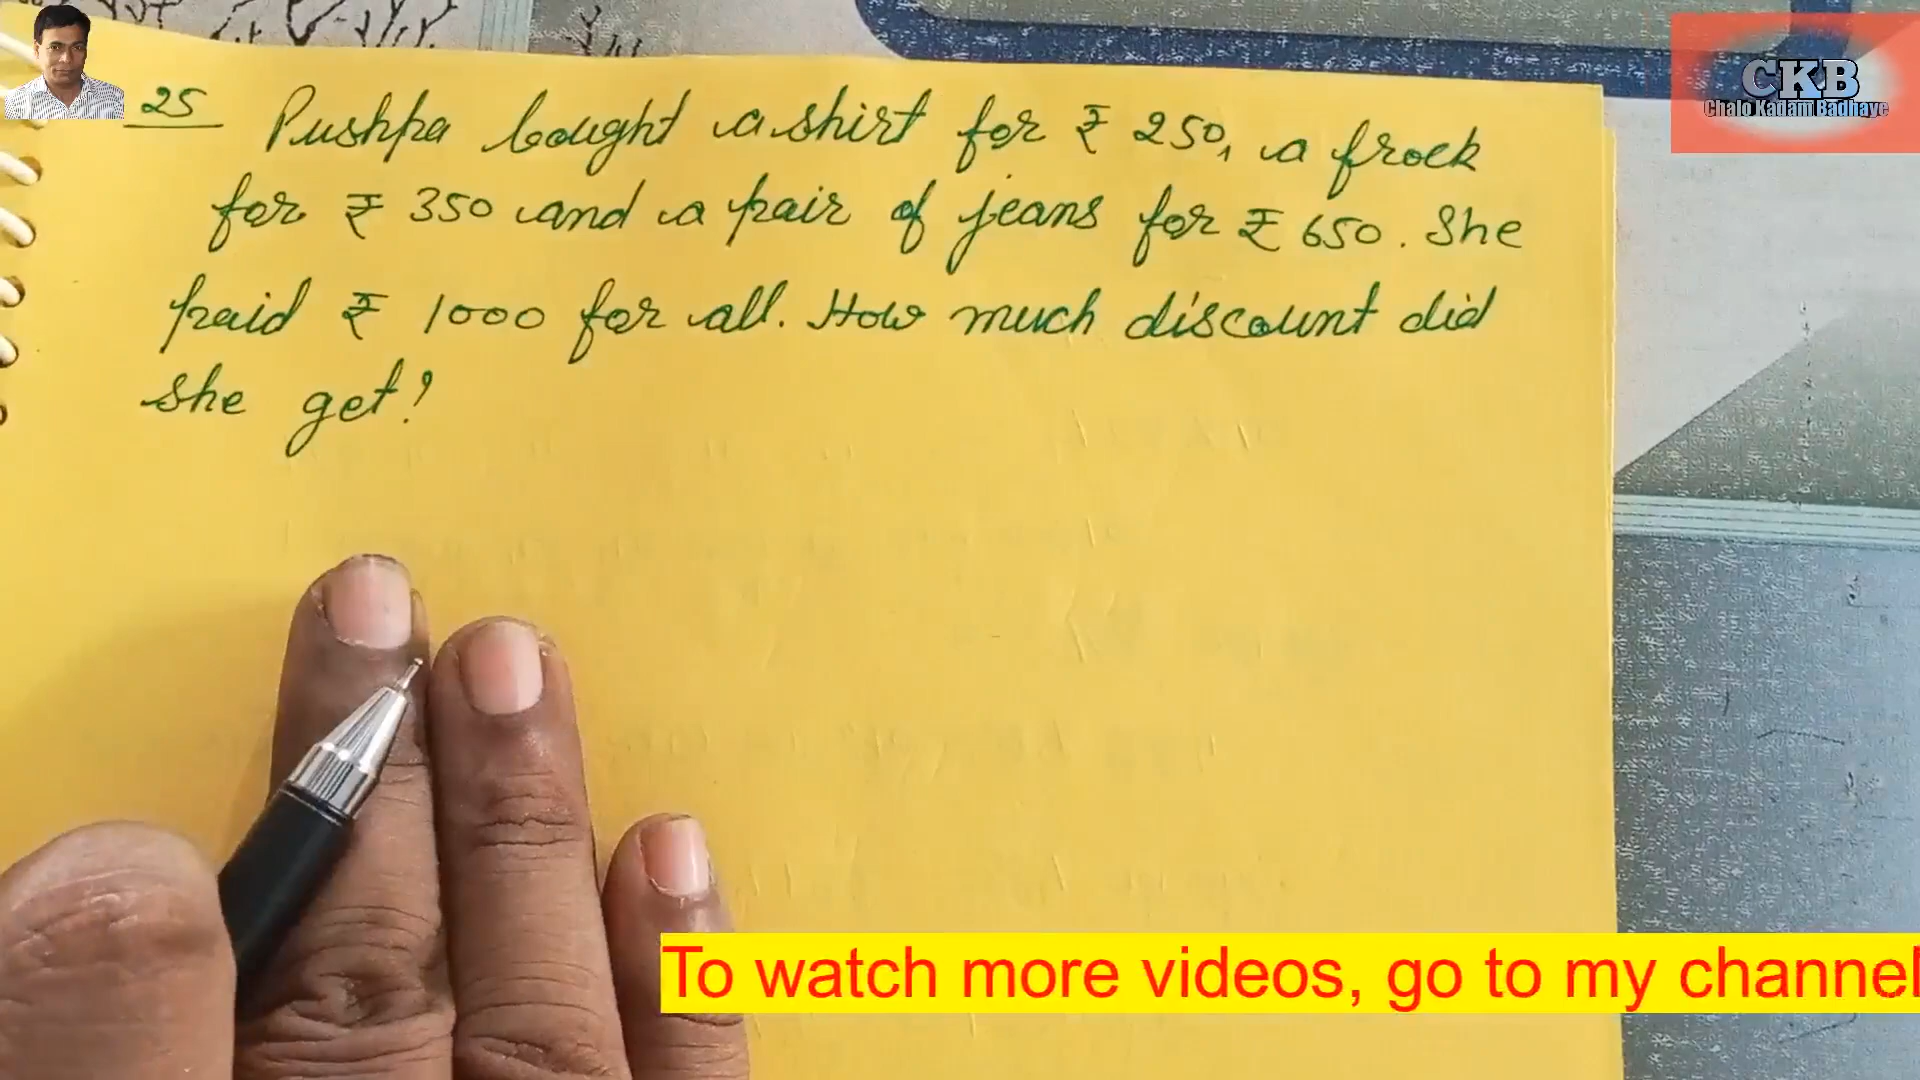 CKB
Chalo Kadam Badhaye
25 Pushpa bought a shirt for ₹ 250, a frock
for ₹ 350 and a pair of jeans for ₹ 650. She
paid ₹ 1000 for all. How much discount did
she get?
To watch more videos, go to my channel